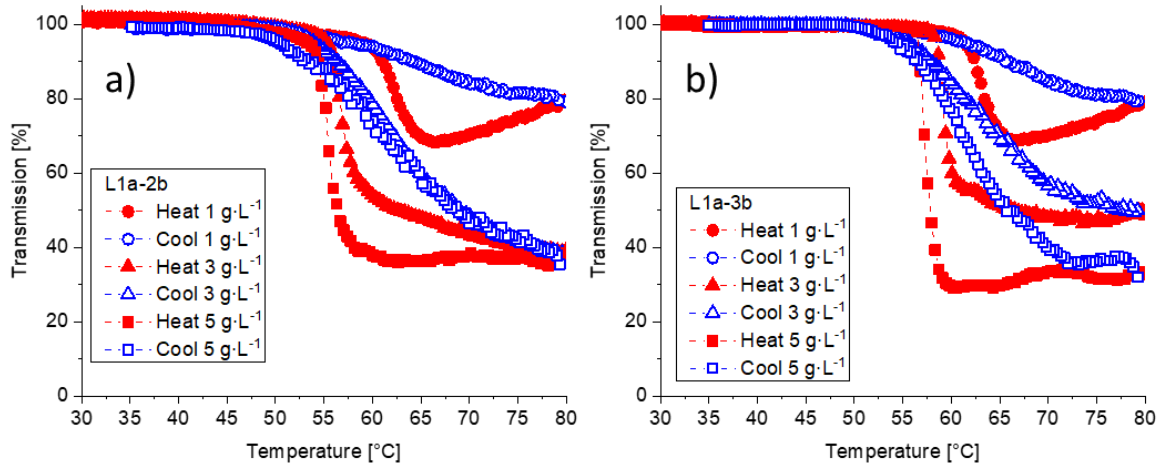 a)
Transmission [%]
100
80
60
40
20
0
L1a-2b
Heat 1 g·L⁻¹
Cool 1 g·L⁻¹
Heat 3 g·L⁻¹
Cool 3 g·L⁻¹
Heat 5 g·L⁻¹
Cool 5 g·L⁻¹
30 35 40 45 50 55 60 65 70 75 80
Temperature [°C]
b)
Transmission [%]
100
80
60
40
20
0
L1a-3b
Heat 1 g·L⁻¹
Cool 1 g·L⁻¹
Heat 3 g·L⁻¹
Cool 3 g·L⁻¹
Heat 5 g·L⁻¹
Cool 5 g·L⁻¹
30 35 40 45 50 55 60 65 70 75 80
Temperature [°C]